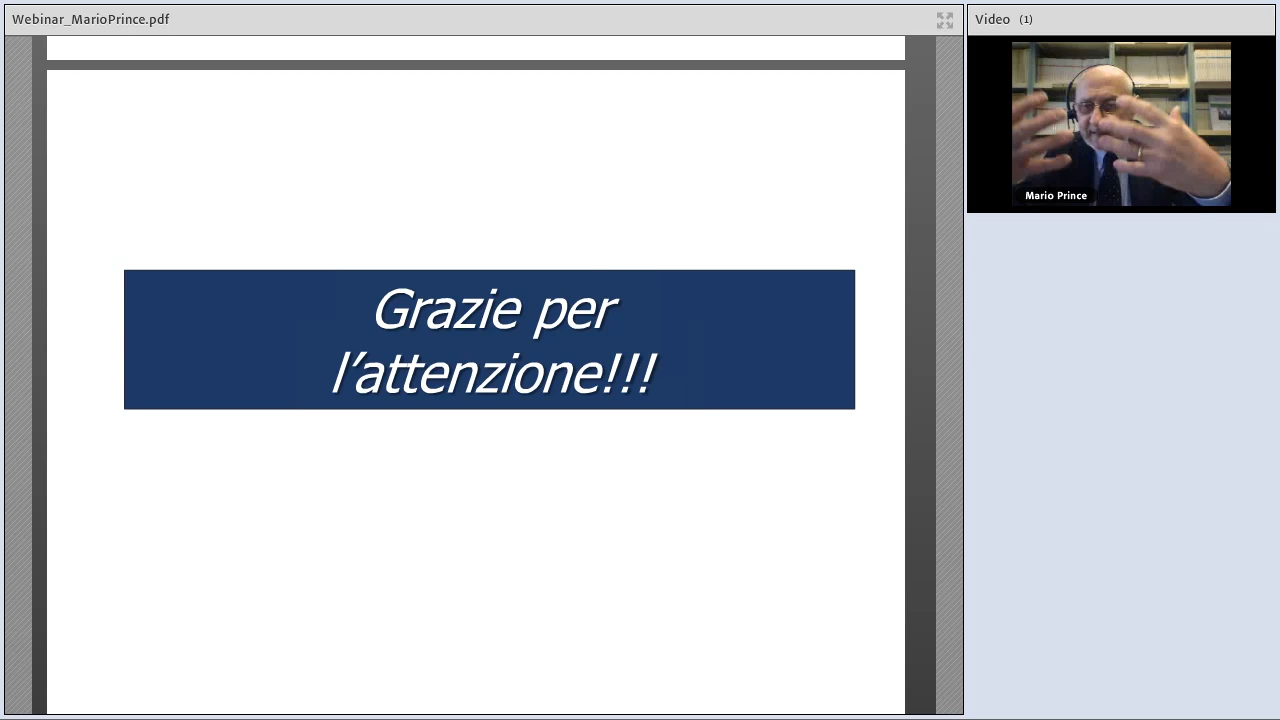 Webinar_MarioPrince.pdf
Video (1)
Mario Prince
Grazie per
l’attenzione!!!